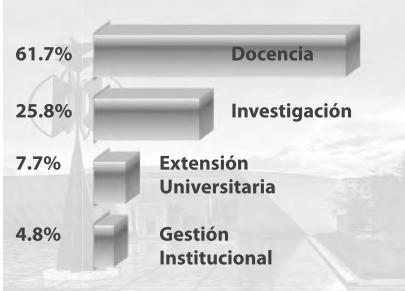 61.7% Docencia
25.8% Investigación
7.7% Extensión
Universitaria
4.8% Gestión
Institucional